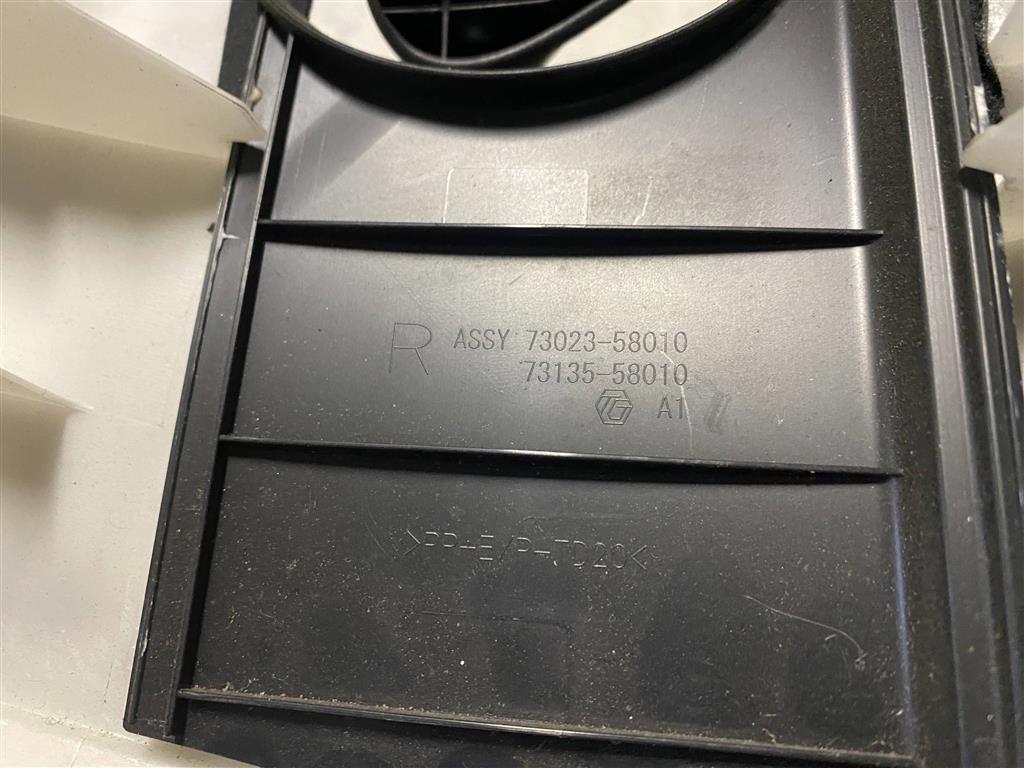 R ASSY 73023-58010
73135-58010
A1
>PP+E/P-TD20<